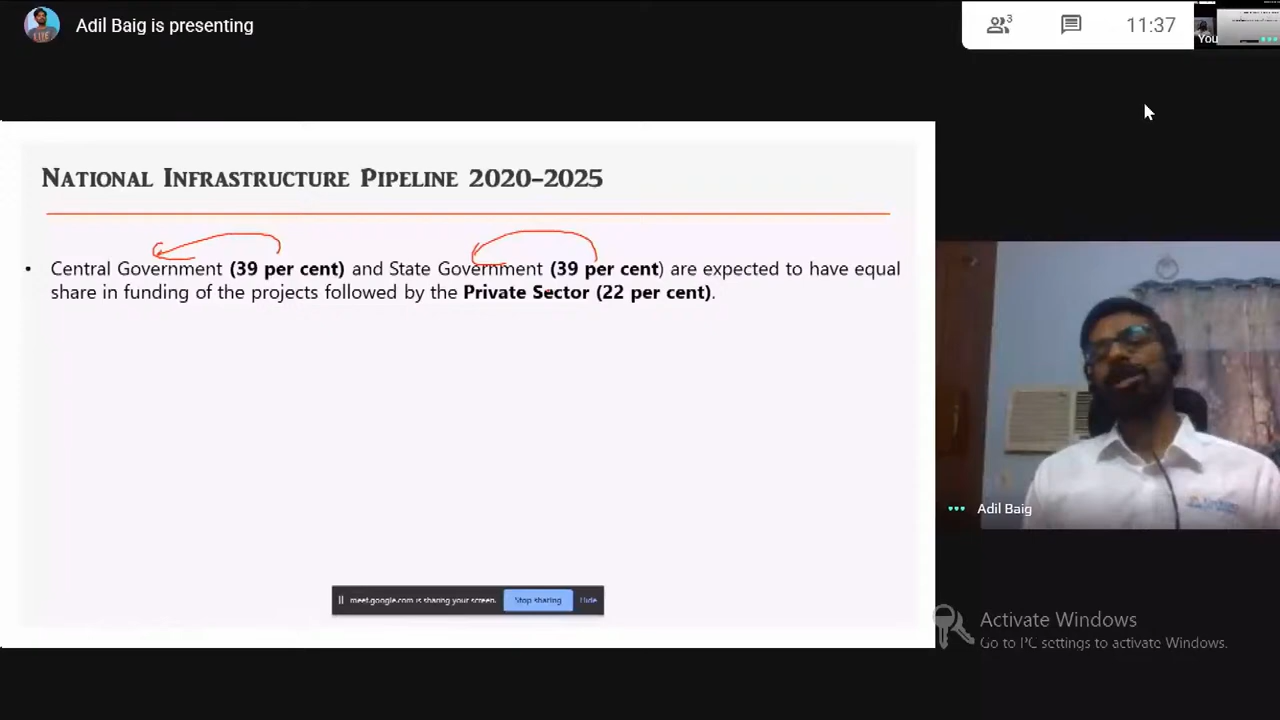 Adil Baig is presenting
3
11:37
You
NATIONAL INFRASTRUCTURE PIPELINE 2020-2025
• Central Government (39 per cent) and State Government (39 per cent) are expected to have equal
share in funding of the projects followed by the Private Sector (22 per cent).
Adil Baig
meet.google.com is sharing your screen.
Stop sharing
Hide
Activate Windows
Go to PC settings to activate Windows.